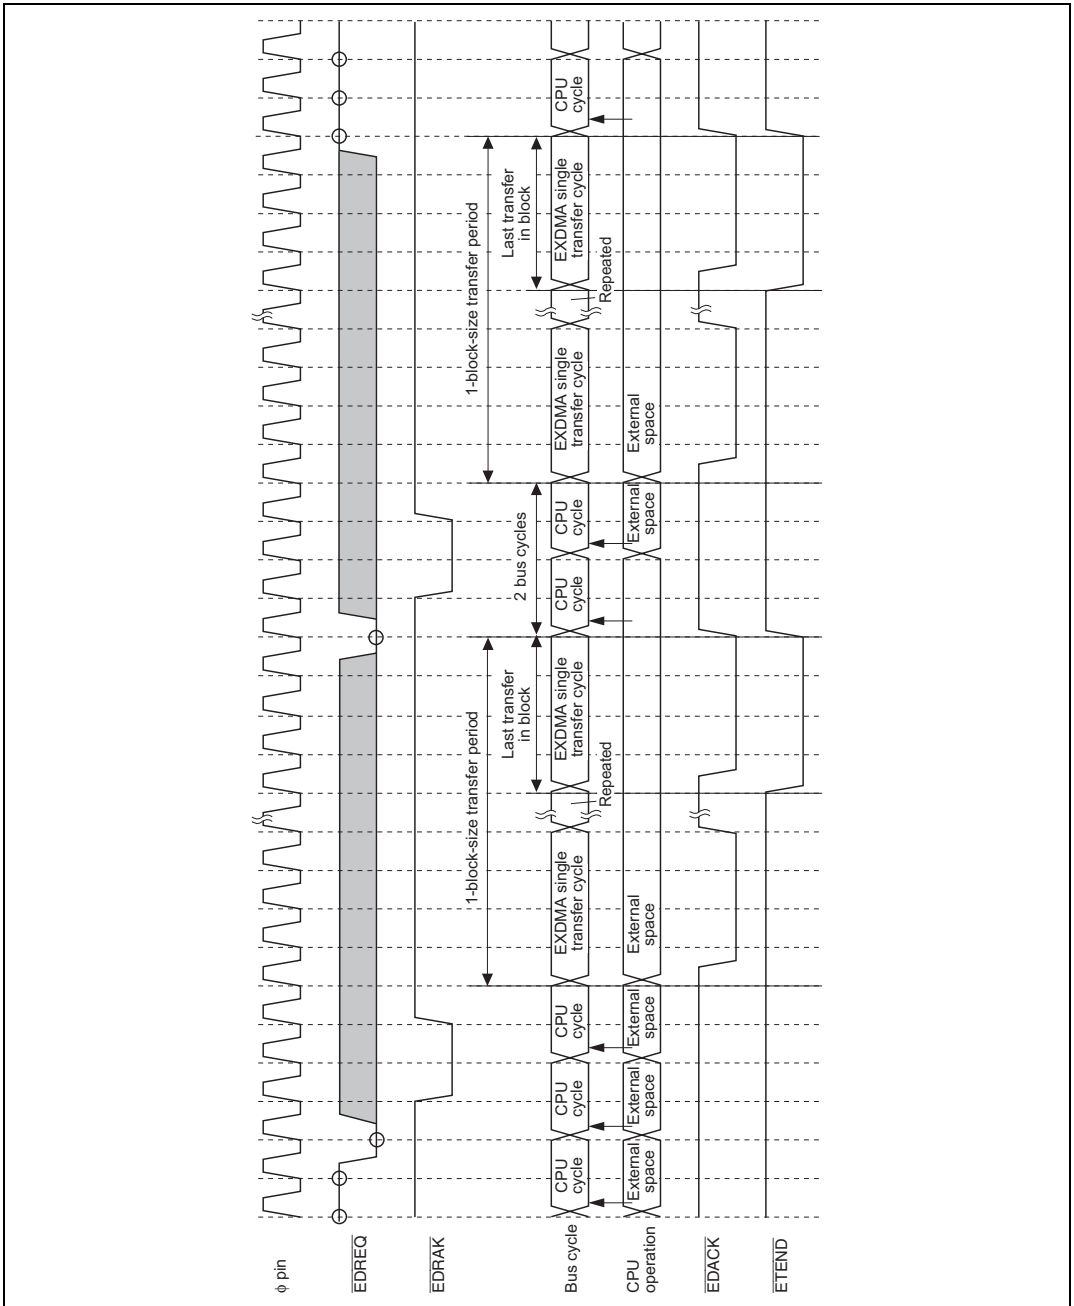 φ pin
EDREQ
EDRAK
1-block-size transfer period
1-block-size transfer period
Last transfer
in block
2 bus cycles
Last transfer
in block
Bus cycle
CPU
cycle
CPU
cycle
CPU
cycle
EXDMA single
transfer cycle
EXDMA single
transfer cycle
CPU
cycle
CPU
cycle
EXDMA single
transfer cycle
EXDMA single
transfer cycle
CPU
cycle
Repeated
Repeated
CPU
operation
External
space
External
space
External
space
External
space
External
space
External
space
EDACK
ETEND